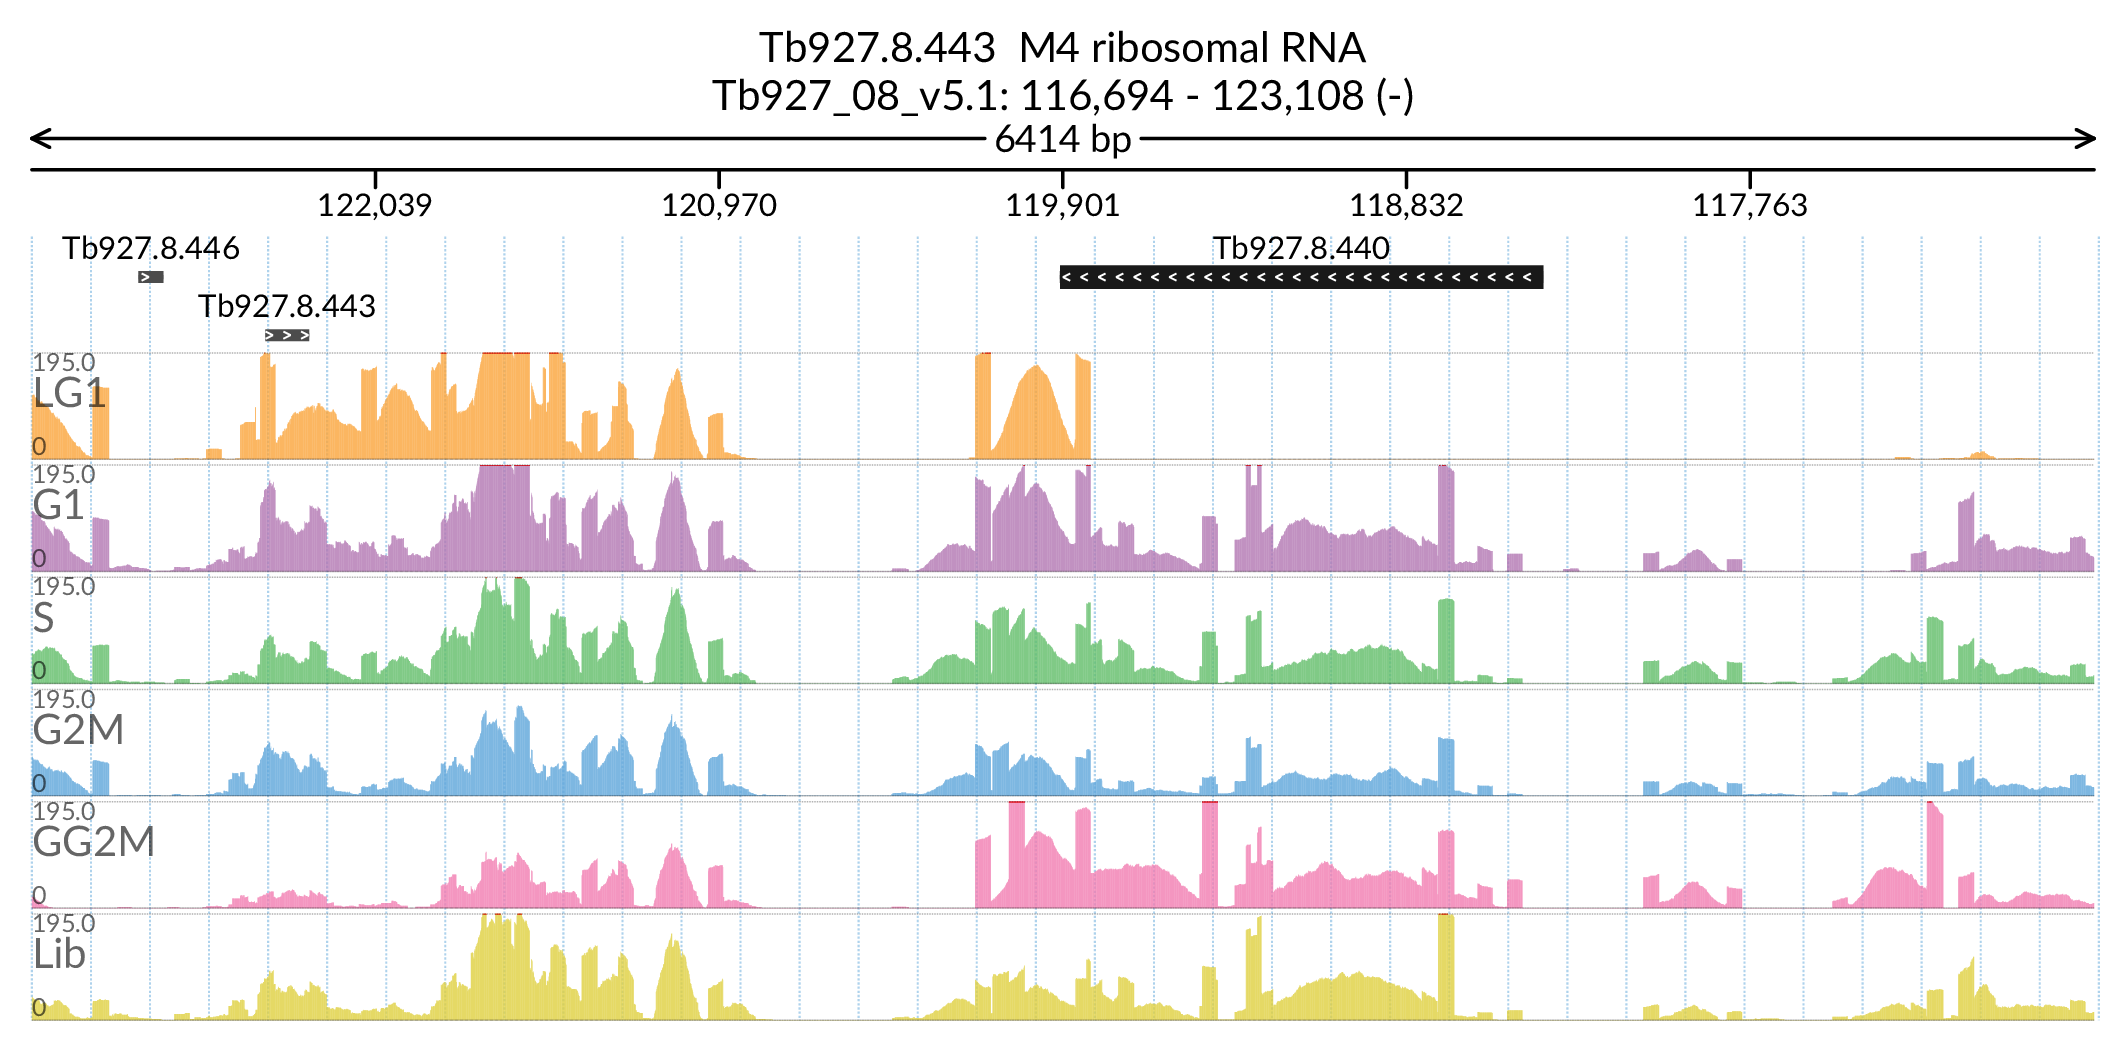 Tb927.8.443  M4 ribosomal RNA
Tb927_08_v5.1: 116,694 - 123,108 (-)
6414 bp
122,039 120,970 119,901 118,832 117,763
Tb927.8.446 Tb927.8.440
Tb927.8.443
195.0
LG1
0
195.0
G1
0
195.0
S
0
195.0
G2M
0
195.0
GG2M
0
195.0
Lib
0